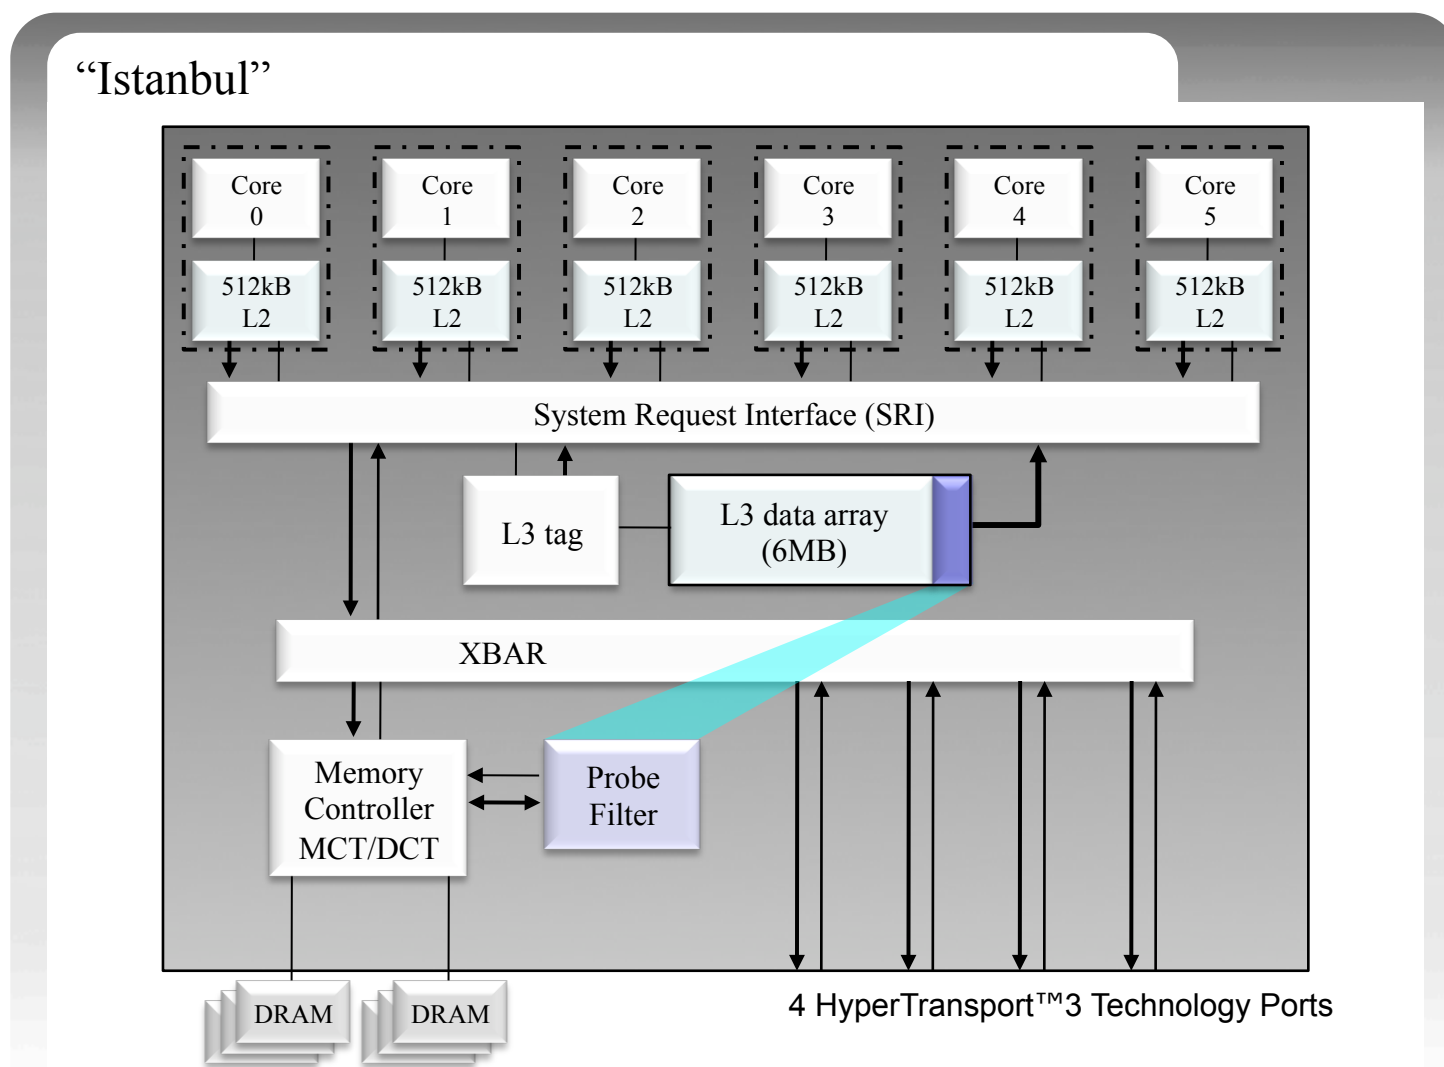 “Istanbul”
Core
0
Core
1
Core
2
Core
3
Core
4
Core
5
512kB
L2
512kB
L2
512kB
L2
512kB
L2
512kB
L2
512kB
L2
System Request Interface (SRI)
L3 tag
L3 data array
(6MB)
XBAR
Memory
Controller
MCT/DCT
Probe
Filter
DRAM
DRAM
4 HyperTransport™3 Technology Ports